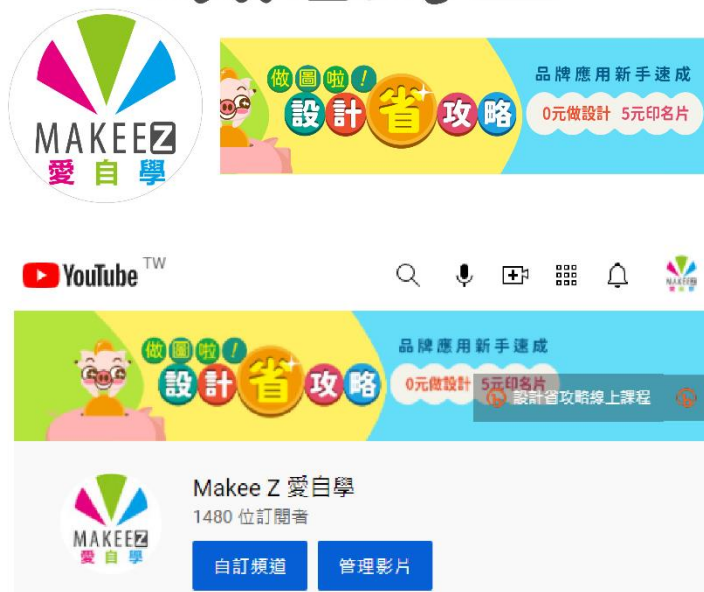 MAKEEZ
愛自學
做圖啦!
設計省攻略
品牌應用新手速成
0元做設計 5元印名片
YouTube TW
MAKEEZ
做圖啦!
設計省攻略
品牌應用新手速成
0元做設計 5元印名片
設計省攻略線上課程
Makee Z 愛自學
1480 位訂閱者
MAKEEZ
愛自學
自訂頻道
管理影片